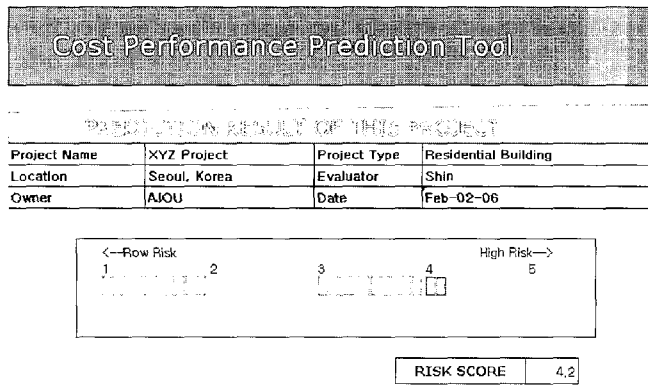 Cost Performance Prediction Tool
PREDICTION RESULT OF THIS PROJECT
Project Name XYZ Project Project Type Residential Building
Location Seoul, Korea Evaluator Shin
Owner AJOU Date Feb-02-06
<--Row Risk High Risk-->
1 2 3 4 5
RISK SCORE 4.2